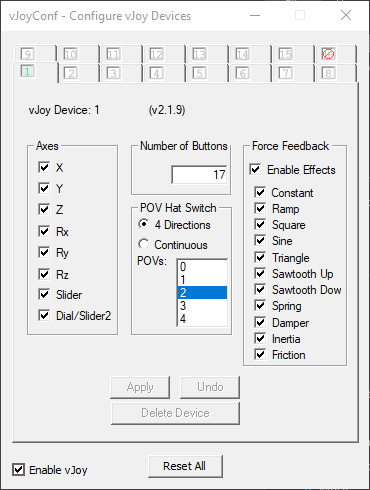 vJoyConf - Configure vJoy Devices
9 10 11 12 13 14 15
1 2 3 4 5 6 7 8
vJoy Device: 1 (v2.1.9)
Axes
X
Y
Z
Rx
Ry
Rz
Slider
Dial/Slider2
Number of Buttons
17
POV Hat Switch
4 Directions
Continuous
POVs:
0
1
2
3
4
Force Feedback
Enable Effects
Constant
Ramp
Square
Sine
Triangle
Sawtooth Up
Sawtooth Dow
Spring
Damper
Inertia
Friction
Apply
Undo
Delete Device
Enable vJoy
Reset All